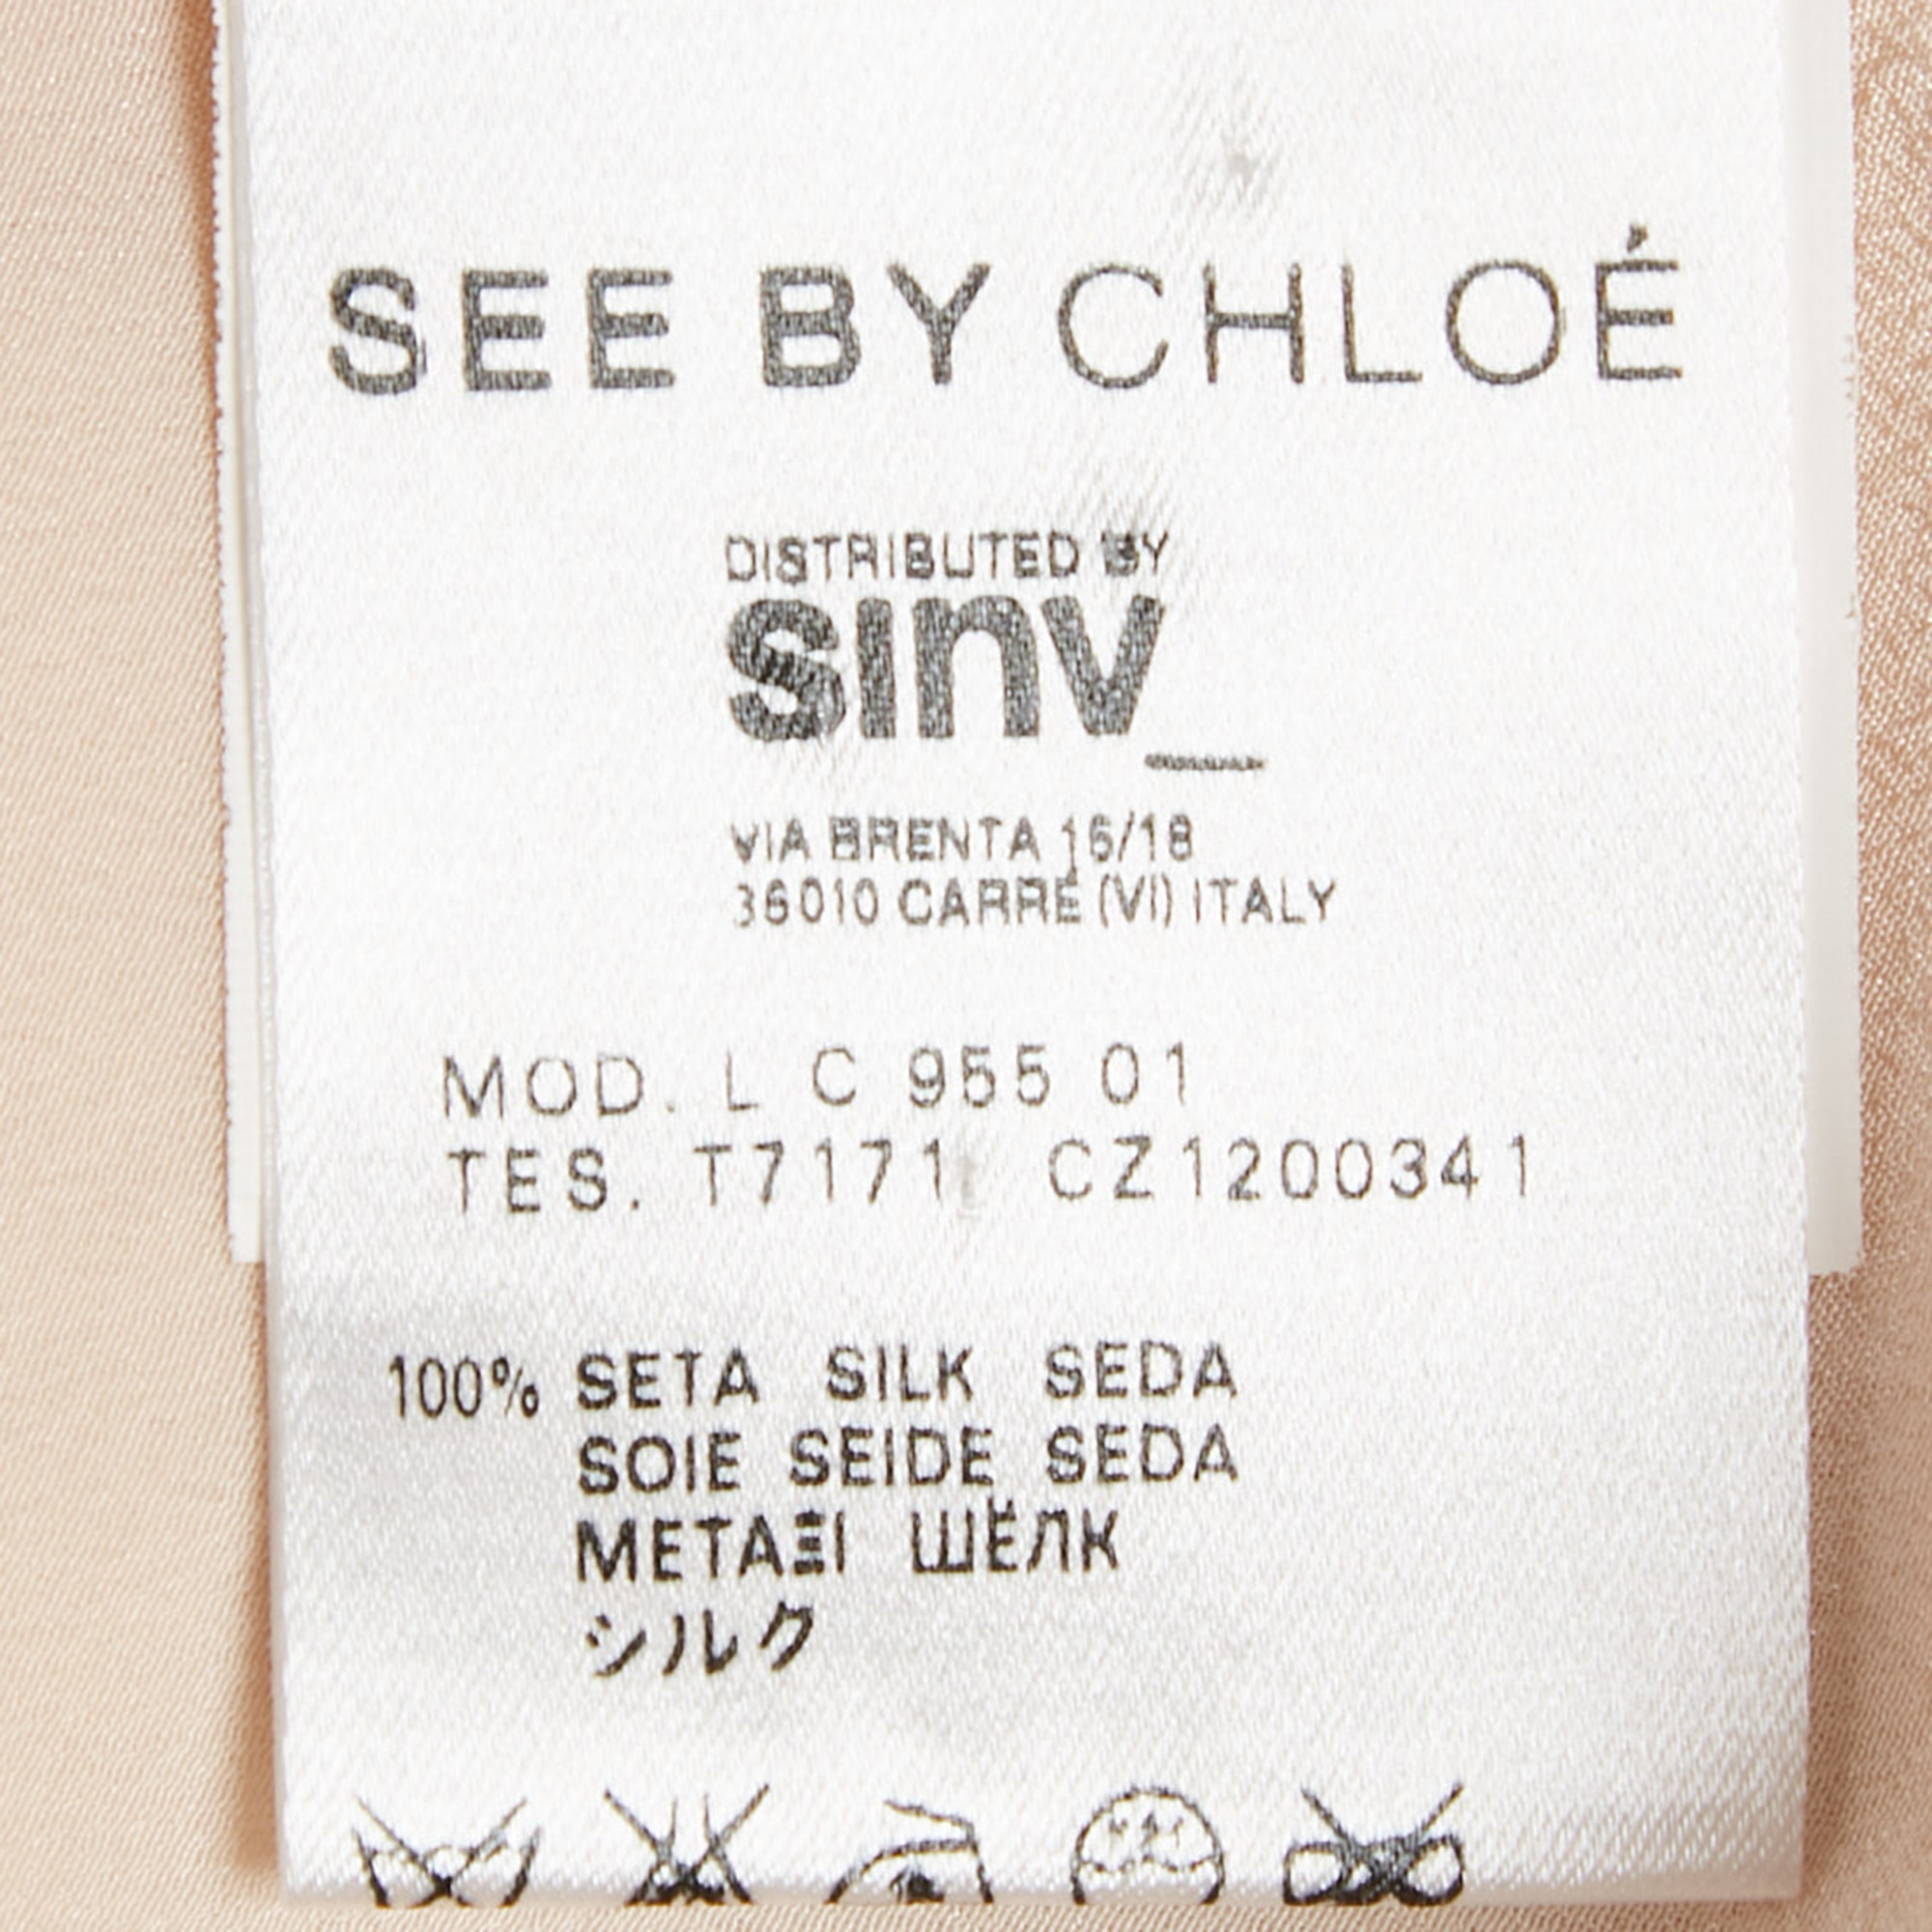 SEE BY CHLOÉ
DISTRIBUTED BY
sinv_
VIA BRENTA 16/18
36010 CARRÈ (VI) ITALY
MOD. L C 955 01
TES. T7171 CZ1200341
100% SETA SILK SEDA
SOIE SEIDE SEDA
ΜΕΤΑΞΙ ШЁЛК
シルク